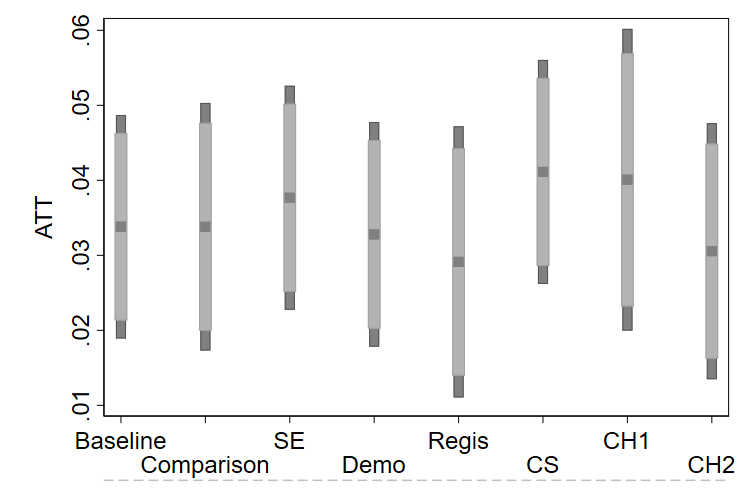 ATT
.06
.05
.04
.03
.02
.01
Baseline
SE
Regis
CH1
Comparison
Demo
CS
CH2